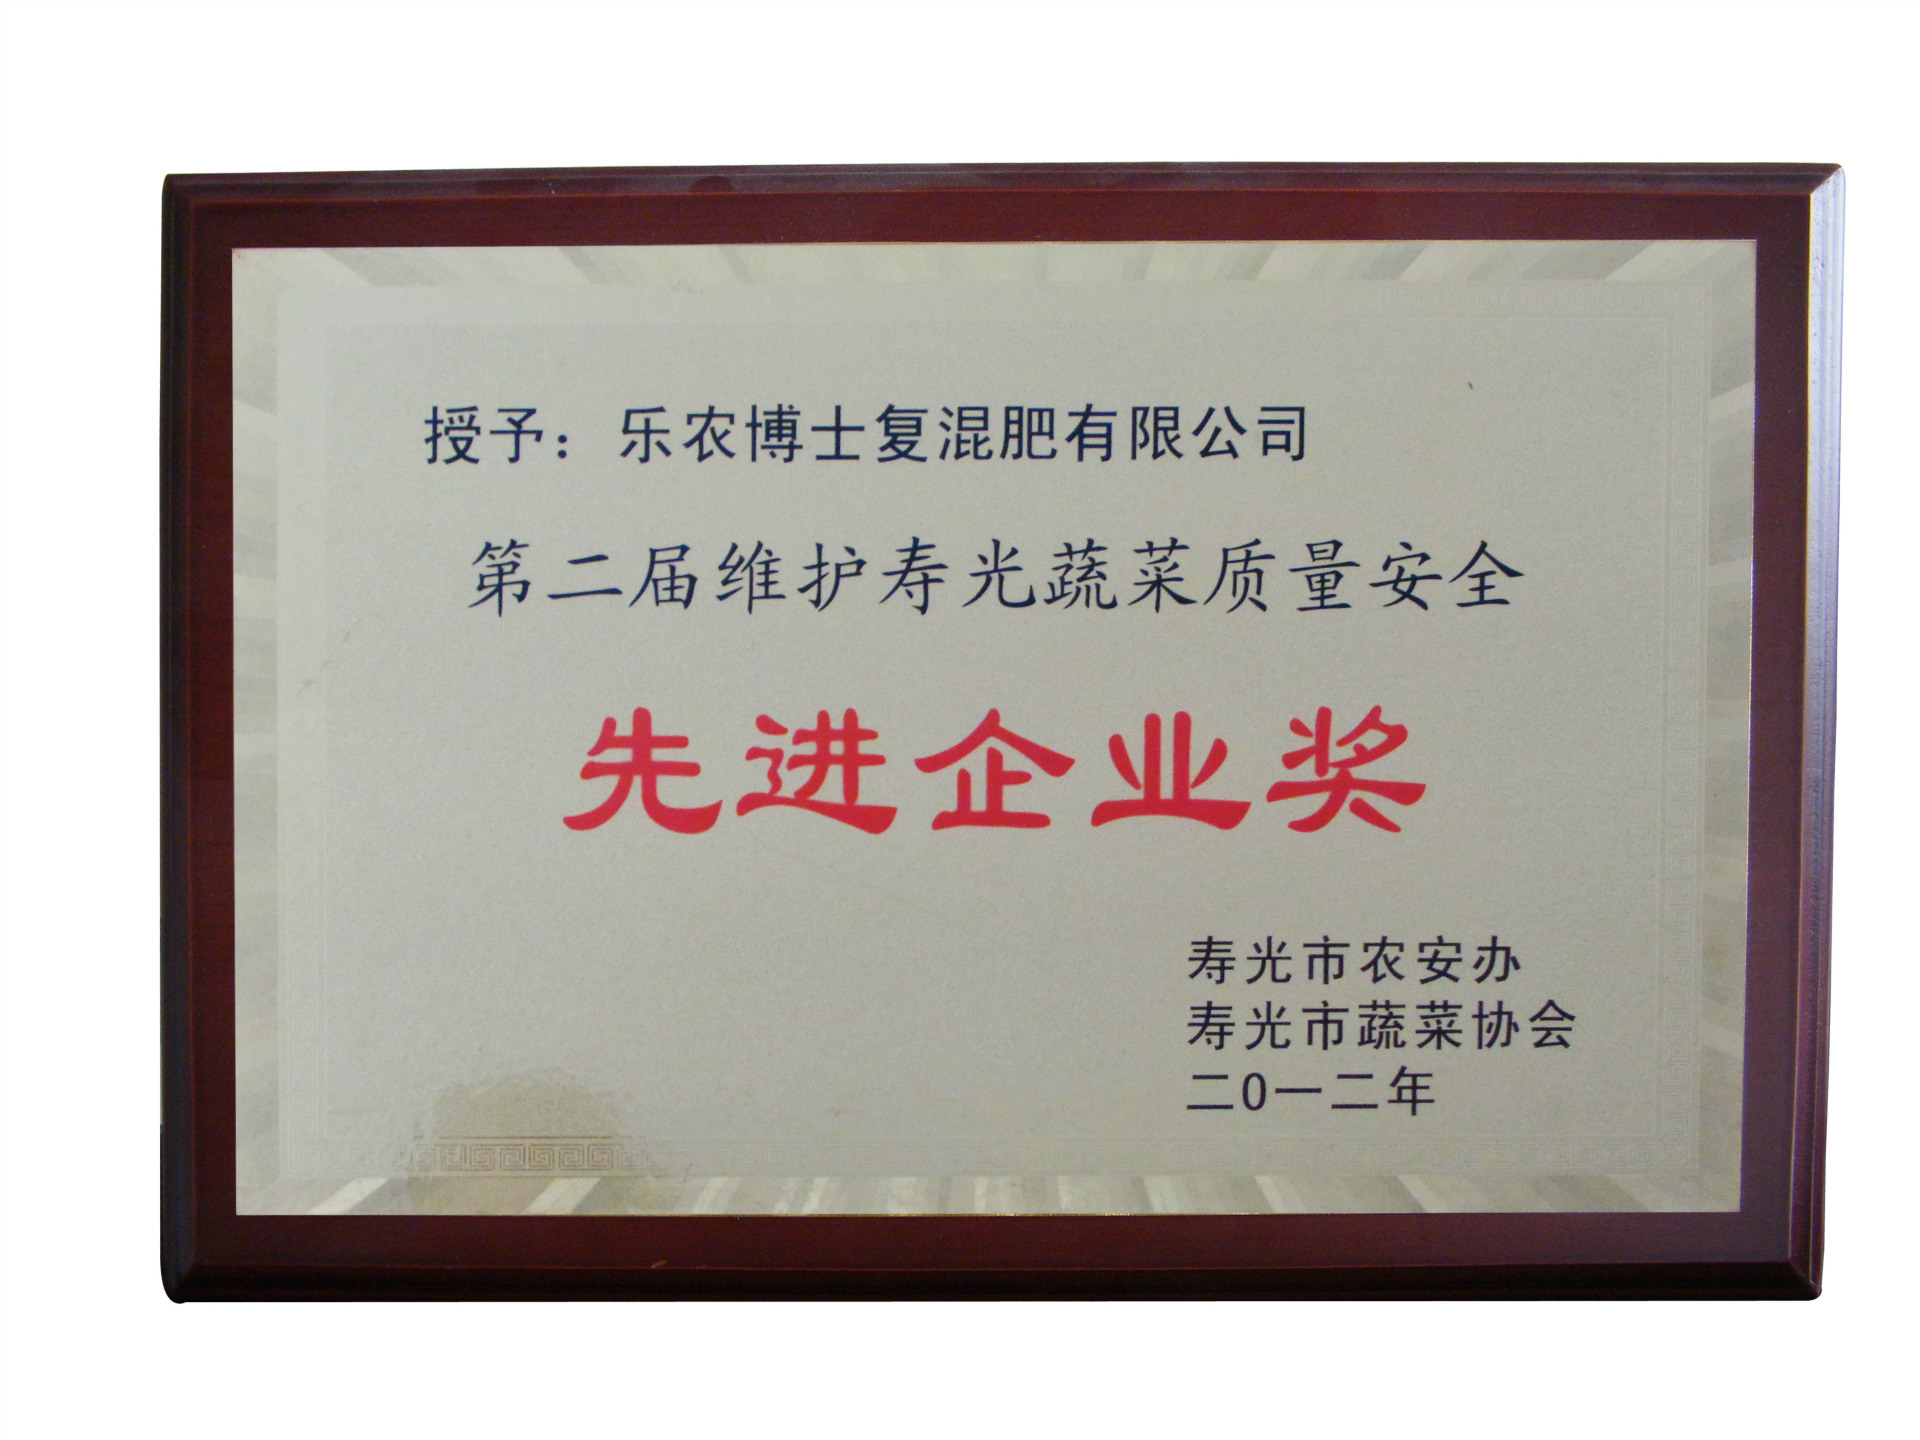 授予：乐农博士复混肥有限公司
第二届维护寿光蔬菜质量安全
先进企业奖
寿光市农安办
寿光市蔬菜协会
二0一二年